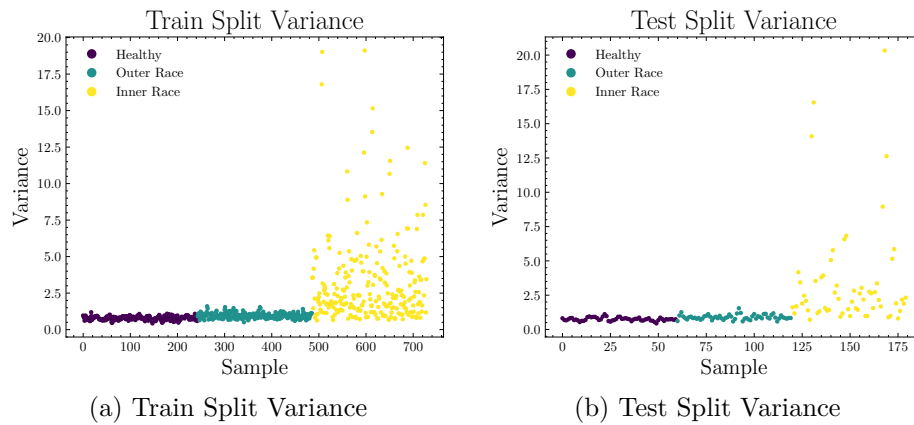 Train Split Variance
20.0
17.5
15.0
12.5
10.0
7.5
5.0
2.5
0.0
Variance
Healthy
Outer Race
Inner Race
0 100 200 300 400 500 600 700
Sample
(a) Train Split Variance
Test Split Variance
20.0
17.5
15.0
12.5
10.0
7.5
5.0
2.5
0.0
Variance
Healthy
Outer Race
Inner Race
0 25 50 75 100 125 150 175
Sample
(b) Test Split Variance